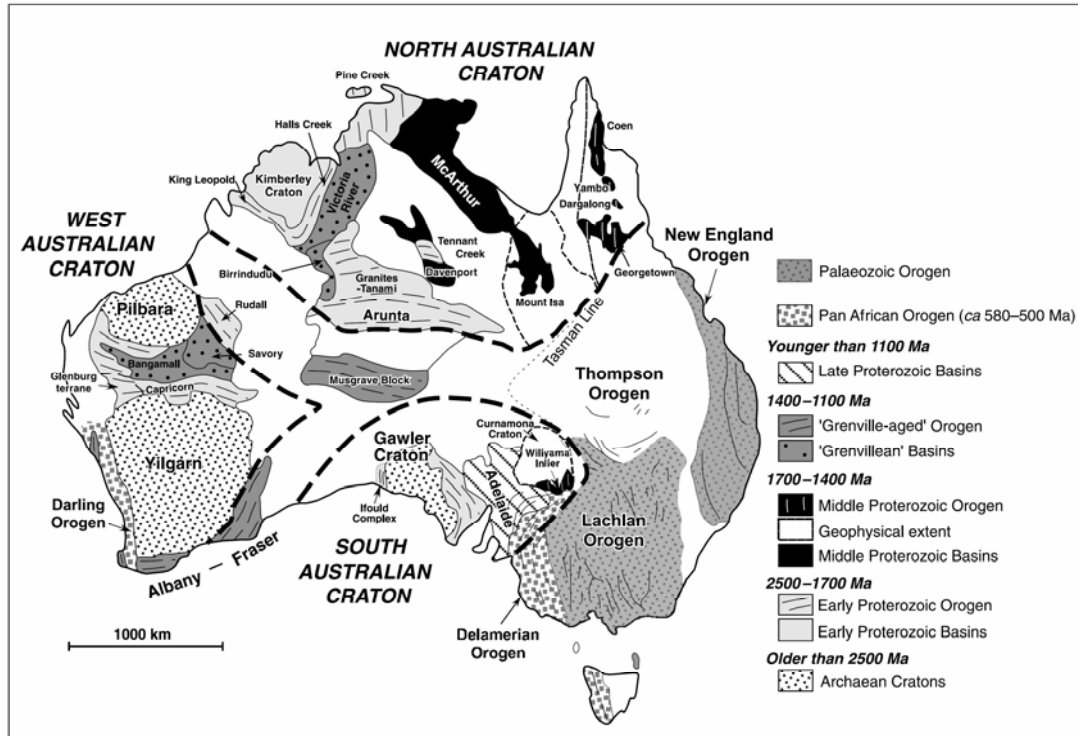 NORTH AUSTRALIAN
CRATON
Pine Creek
Halls Creek
Coen
King Leopold
Kimberley
Craton
Victoria
River
McArthur
Yambo
Dargalong
WEST
AUSTRALIAN
CRATON
New England
Orogen
Tennant
Creek
Davenport
Georgetown
Birrindudu
Granites
-Tanami
Mount Isa
Pilbara
Rudall
Arunta
Tasman Line
Bangamall
Savory
Glenburg
terrane
Capricorn
Musgrave Block
Thompson
Orogen
Curnamona
Craton
Gawler
Craton
Wiliyama
Inlier
Yilgarn
Adelaide
Darling
Orogen
Ifould
Complex
Lachlan
Orogen
Albany – Fraser
SOUTH
AUSTRALIAN
CRATON
1000 km
Delamerian
Orogen
Palaeozoic Orogen
Pan African Orogen (ca 580–500 Ma)
Younger than 1100 Ma
Late Proterozoic Basins
1400–1100 Ma
'Grenville-aged' Orogen
'Grenvillean' Basins
1700–1400 Ma
Middle Proterozoic Orogen
Geophysical extent
Middle Proterozoic Basins
2500–1700 Ma
Early Proterozoic Orogen
Early Proterozoic Basins
Older than 2500 Ma
Archaean Cratons